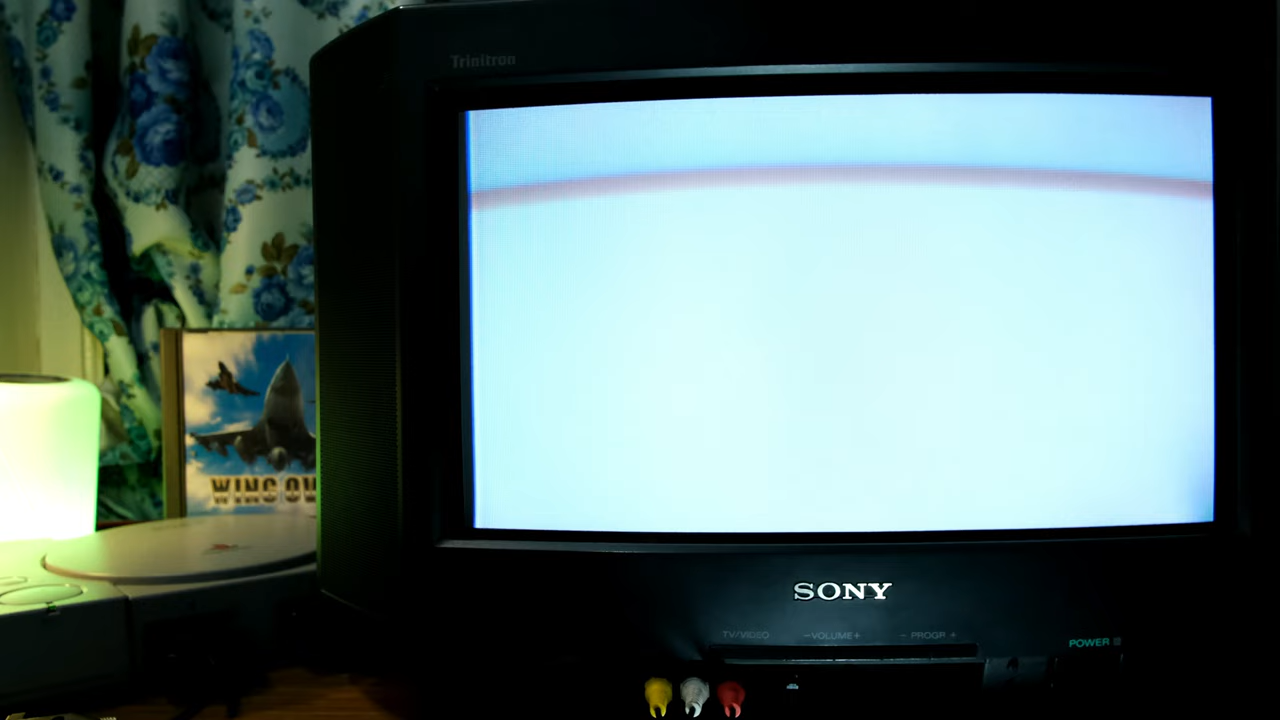 Trinitron
WING OV
SONY
TV/VIDEO
−VOLUME+
− PROGR +
POWER